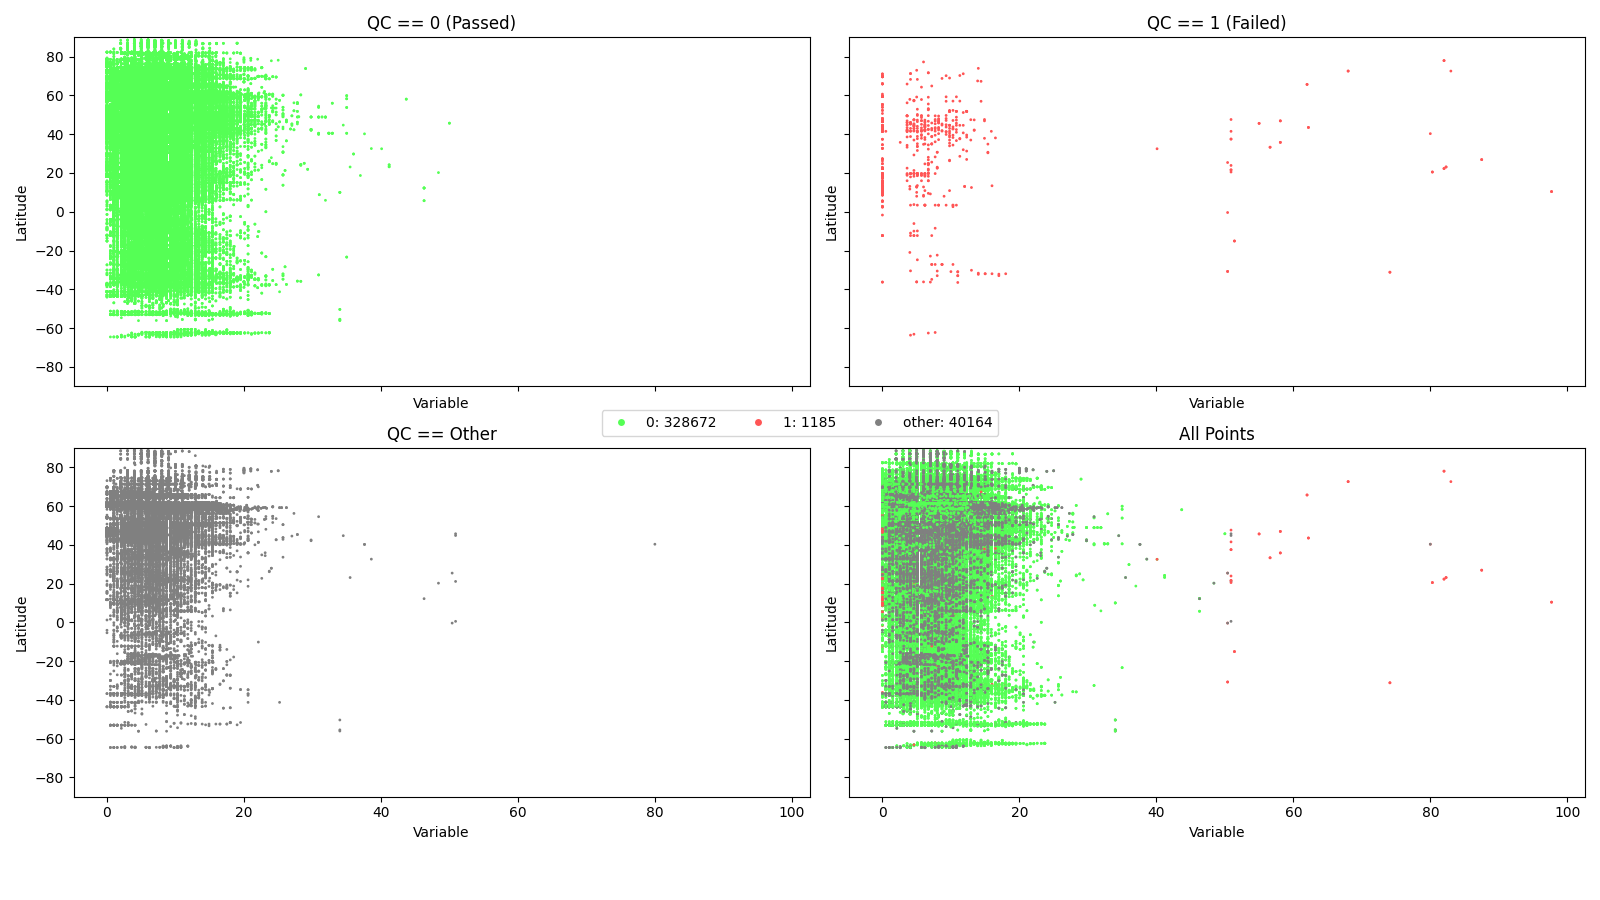 QC == 0 (Passed)
QC == 1 (Failed)
Latitude
80
60
40
20
0
−20
−40
−60
−80
Variable
Latitude
Variable
0: 328672 1: 1185 other: 40164
QC == Other
All Points
Latitude
80
60
40
20
0
−20
−40
−60
−80
0 20 40 60 80 100
Variable
Latitude
0 20 40 60 80 100
Variable